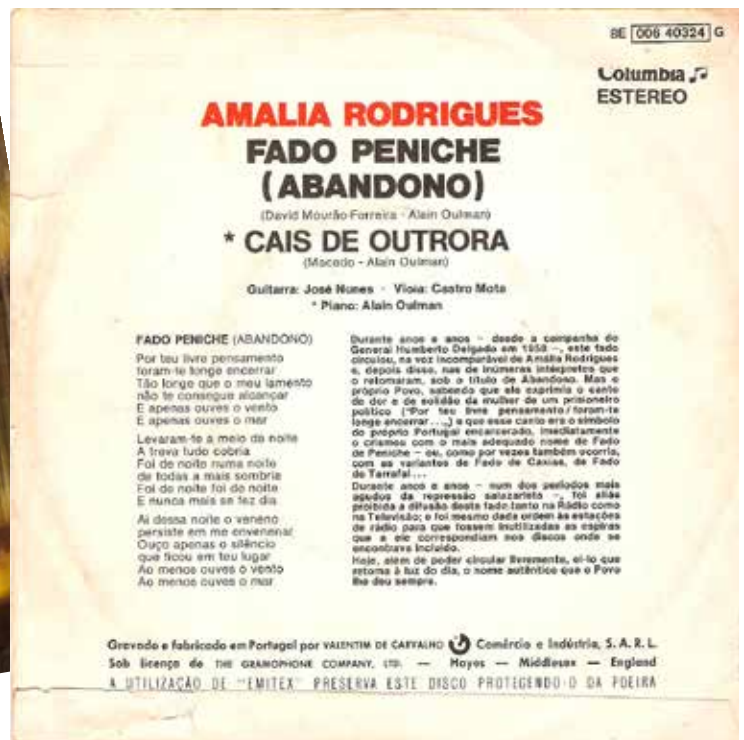 8E 006 40324 G
Columbia
ESTEREO
AMALIA RODRIGUES
FADO PENICHE
(ABANDONO)
(David Mourão-Ferreira - Alain Oulman)
* CAIS DE OUTRORA
(Macedo - Alain Oulman)
Guitarra: José Nunes - Viola: Castro Mota
* Piano: Alain Oulman
FADO PENICHE (ABANDONO)
Por teu livre pensamento
foram-te longe encerrar
Tão longe que o meu lamento
não te consegue alcançar
E apenas ouves o vento
E apenas ouves o mar
Levaram-te a meio da noite
A treva tudo cobria
Foi de noite numa noite
de todas a mais sombria
Foi de noite foi de noite
E nunca mais se fez dia
Ai dessa noite o veneno
persiste em me envenenar
Ouço apenas o silêncio
que ficou em teu lugar
Ao menos ouves o vento
Ao menos ouves o mar
Durante anos e anos - desde a campanha do
General Humberto Delgado em 1958 -, este fado
circulou, na voz incomparável de Amália Rodrigues
e, depois disso, nas de inúmeras intérpretes que
o retomaram, sob o título de Abandono. Mas o
próprio Povo, sabendo que ele exprimia o canto
de dor e de solidão da mulher de um prisioneiro
político ("Por teu livre pensamento/foram-te
longe encerrar...,) e que esse canto era o símbolo
do próprio Portugal encarcerado, imediatamente
o crismou com o mais adequado nome de Fado
de Peniche - ou, como por vezes também ocorria,
com as variantes de Fado de Caxias, de Fado
do Tarrafal...
Durante anos e anos - num dos períodos mais
agudos da repressão salazarista -, foi aliás
proibida a difusão deste fado tanto na Rádio como
na Televisão; e foi mesmo dada ordem às estações
de rádio para que fossem inutilizadas as espiras
que a ele correspondiam nos discos onde se
encontrava incluído.
Hoje, além de poder circular livremente, ei-lo que
retoma à luz do dia, o nome autêntico que o Povo
lhe deu sempre.
Gravado e fabricado em Portugal por VALENTIM DE CARVALHO Comércio e Indústria, S.A.R.L.
Sob licença de THE GRAMOPHONE COMPANY, LTD. — Hayes — Middlesex — England
A UTILIZAÇÃO DE "EMITEX" PRESERVA ESTE DISCO PROTEGENDO-O DA POEIRA